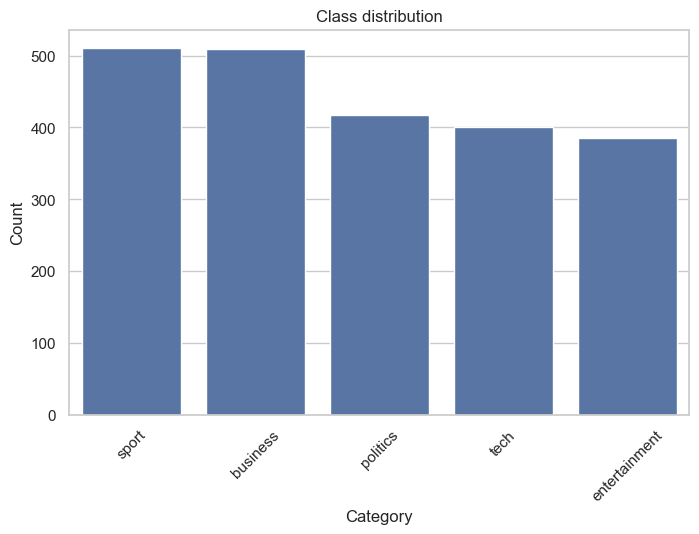 Class distribution
500
400
300
200
100
0
Count
sport
business
politics
tech
entertainment
Category